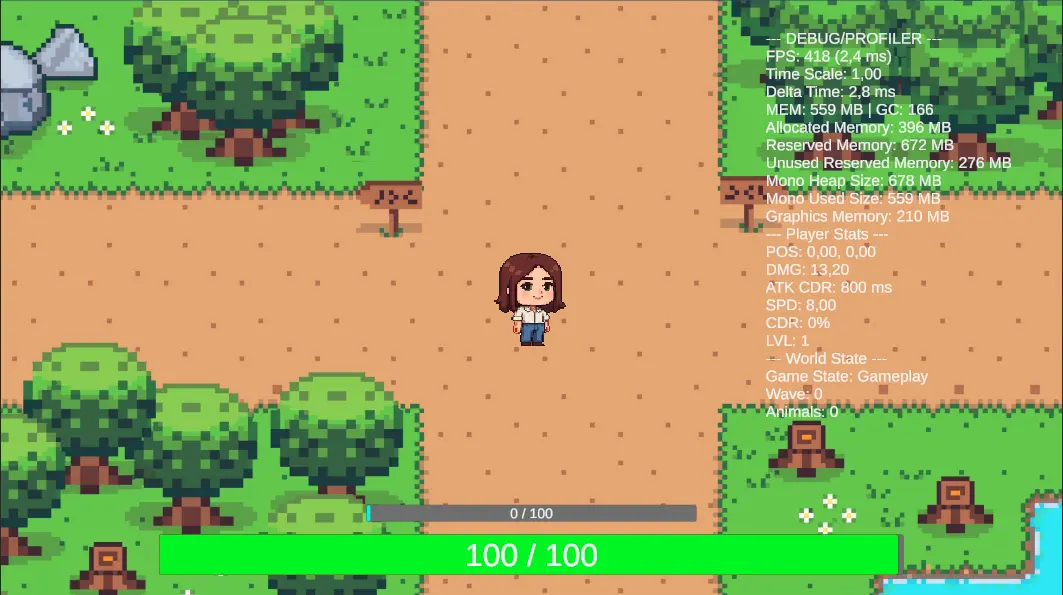 --- DEBUG/PROFILER ---
FPS: 418 (2,4 ms)
Time Scale: 1,00
Delta Time: 2,8 ms
MEM: 559 MB | GC: 166
Allocated Memory: 396 MB
Reserved Memory: 672 MB
Unused Reserved Memory: 276 MB
Mono Heap Size: 678 MB
Mono Used Size: 559 MB
Graphics Memory: 210 MB
--- Player Stats ---
POS: 0,00, 0,00
DMG: 13,20
ATK CDR: 800 ms
SPD: 8,00
CDR: 0%
LVL: 1
--- World State ---
Game State: Gameplay
Wave: 0
Animals: 0
0 / 100
100 / 100